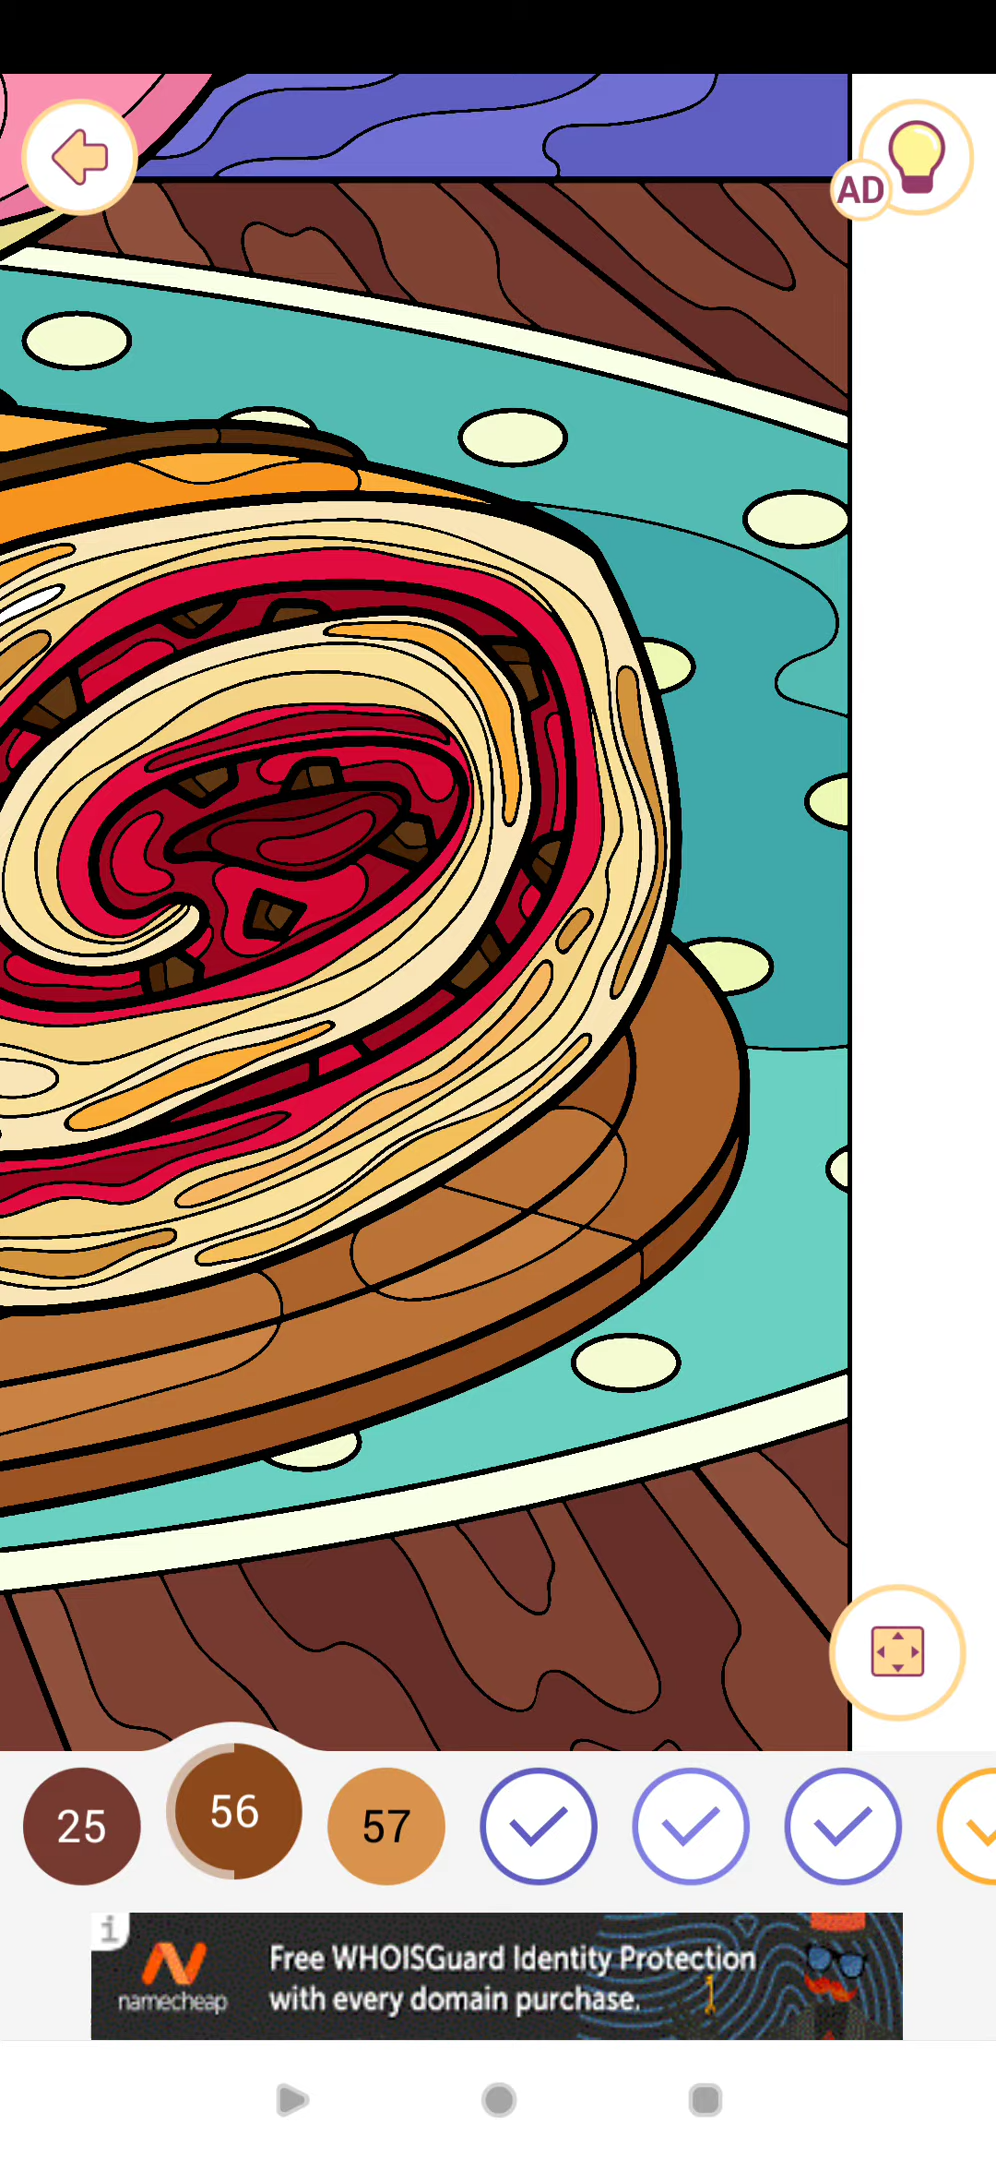 AD
25
56
57
i
Free WHOISGuard Identity Protection
with every domain purchase.
namecheap